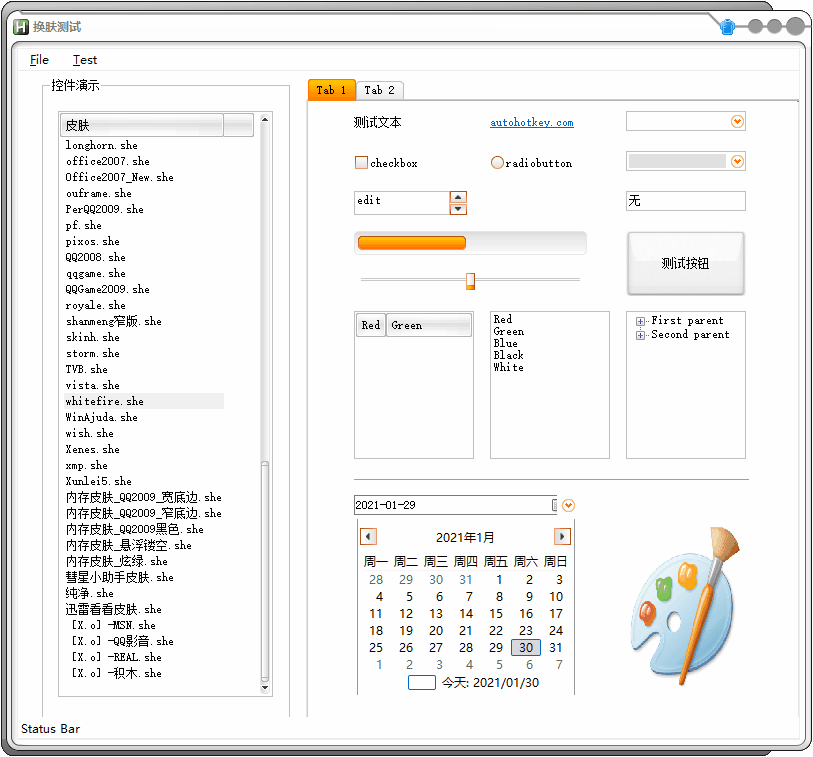 换肤测试
File Test
控件演示
皮肤
longhorn.she
office2007.she
Office2007_New.she
ouframe.she
PerQQ2009.she
pf.she
pixos.she
QQ2008.she
qqgame.she
QQGame2009.she
royale.she
shanmeng窄版.she
skinh.she
storm.she
TVB.she
vista.she
whitefire.she
WinAjuda.she
wish.she
Xenes.she
xmp.she
Xunlei5.she
内存皮肤_QQ2009_宽底边.she
内存皮肤_QQ2009_窄底边.she
内存皮肤_QQ2009黑色.she
内存皮肤_悬浮镂空.she
内存皮肤_炫绿.she
彗星小助手皮肤.she
纯净.she
迅雷看看皮肤.she
[X.o]-MSN.she
[X.o]-QQ影音.she
[X.o]-REAL.she
[X.o]-积木.she
Tab 1 Tab 2
测试文本 autohotkey.com
checkbox radiobutton
edit 无
测试按钮
Red Green
Red
Green
Blue
Black
White
First parent
Second parent
2021-01-29
2021年1月
周一 周二 周三 周四 周五 周六 周日
28 29 30 31 1 2 3
4 5 6 7 8 9 10
11 12 13 14 15 16 17
18 19 20 21 22 23 24
25 26 27 28 29 30 31
1 2 3 4 5 6 7
今天: 2021/01/30
Status Bar